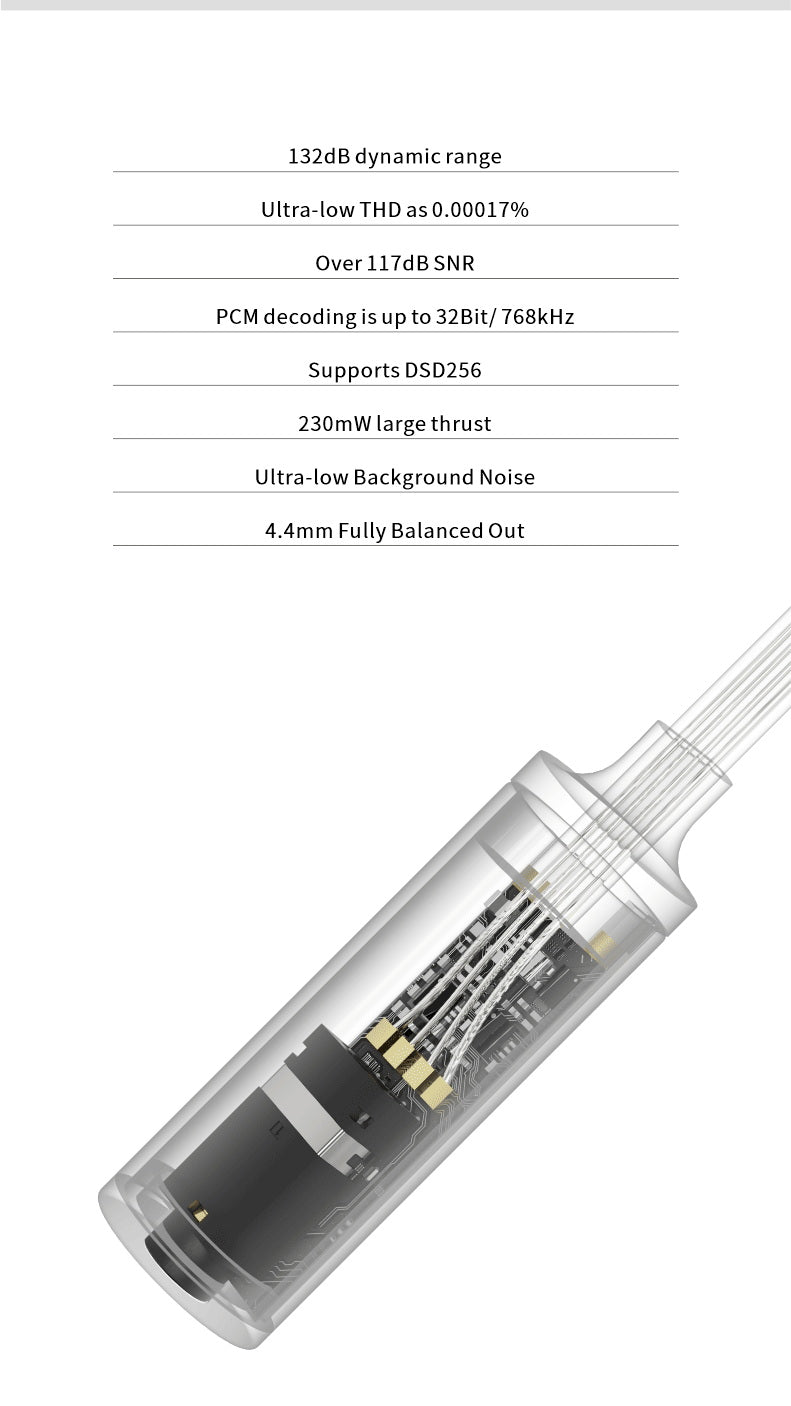 132dB dynamic range
Ultra-low THD as 0.00017%
Over 117dB SNR
PCM decoding is up to 32Bit/ 768kHz
Supports DSD256
230mW large thrust
Ultra-low Background Noise
4.4mm Fully Balanced Out